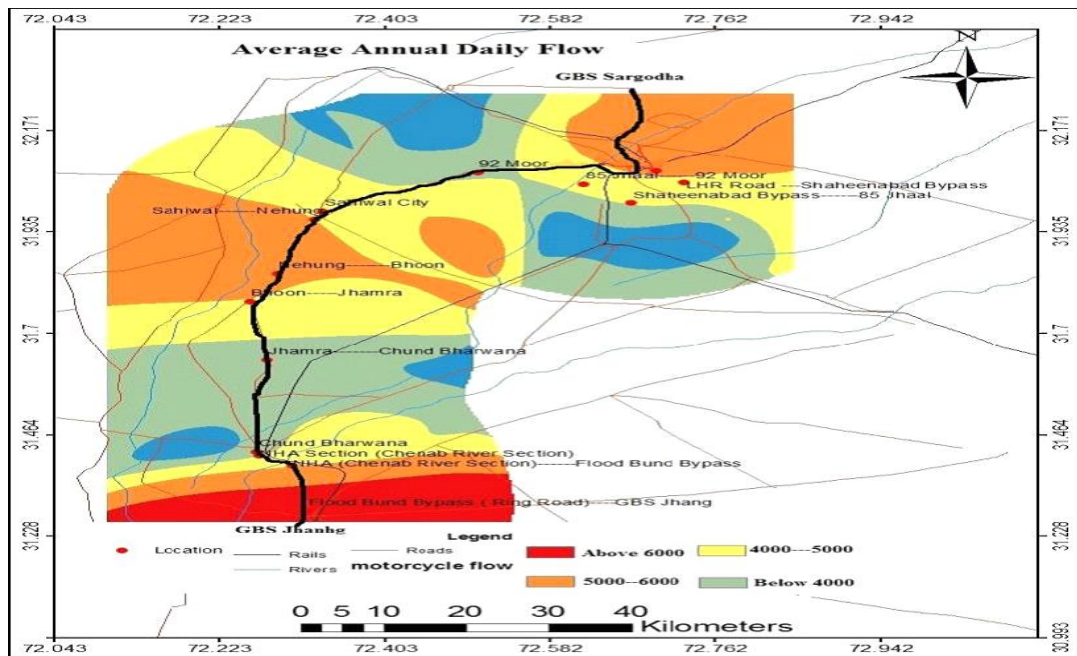 72.043 72.223 72.403 72.582 72.762 72.942
N
Average Annual Daily Flow
GBS Sargodha
32.171 32.171
92 Moor
85 Jhaal------92 Moor
LHR Road ---Shaheenabad Bypass
Sahiwal City
Shaheenabad Bypass-----85 Jhaal
Sahiwal-----Nehung
31.935 31.935
Nehung------Bhoon
Bhoon----Jhamra
31.7 31.7
Jhamra------Chund Bharwana
31.464 31.464
Chund Bharwana
NHA Section (Chenab River Section)
NHA (Chenab River Section)----Flood Bund Bypass
Flood Bund Bypass ( Ring Road)----GBS Jhang
GBS Jhanhg
31.228 31.228
Legend
Location
Rails
Roads
Rivers
motorcycle flow
Above 6000
4000---5000
5000--6000
Below 4000
0 5 10 20 30 40
Kilometers
30.993
72.043 72.223 72.403 72.582 72.762 72.942